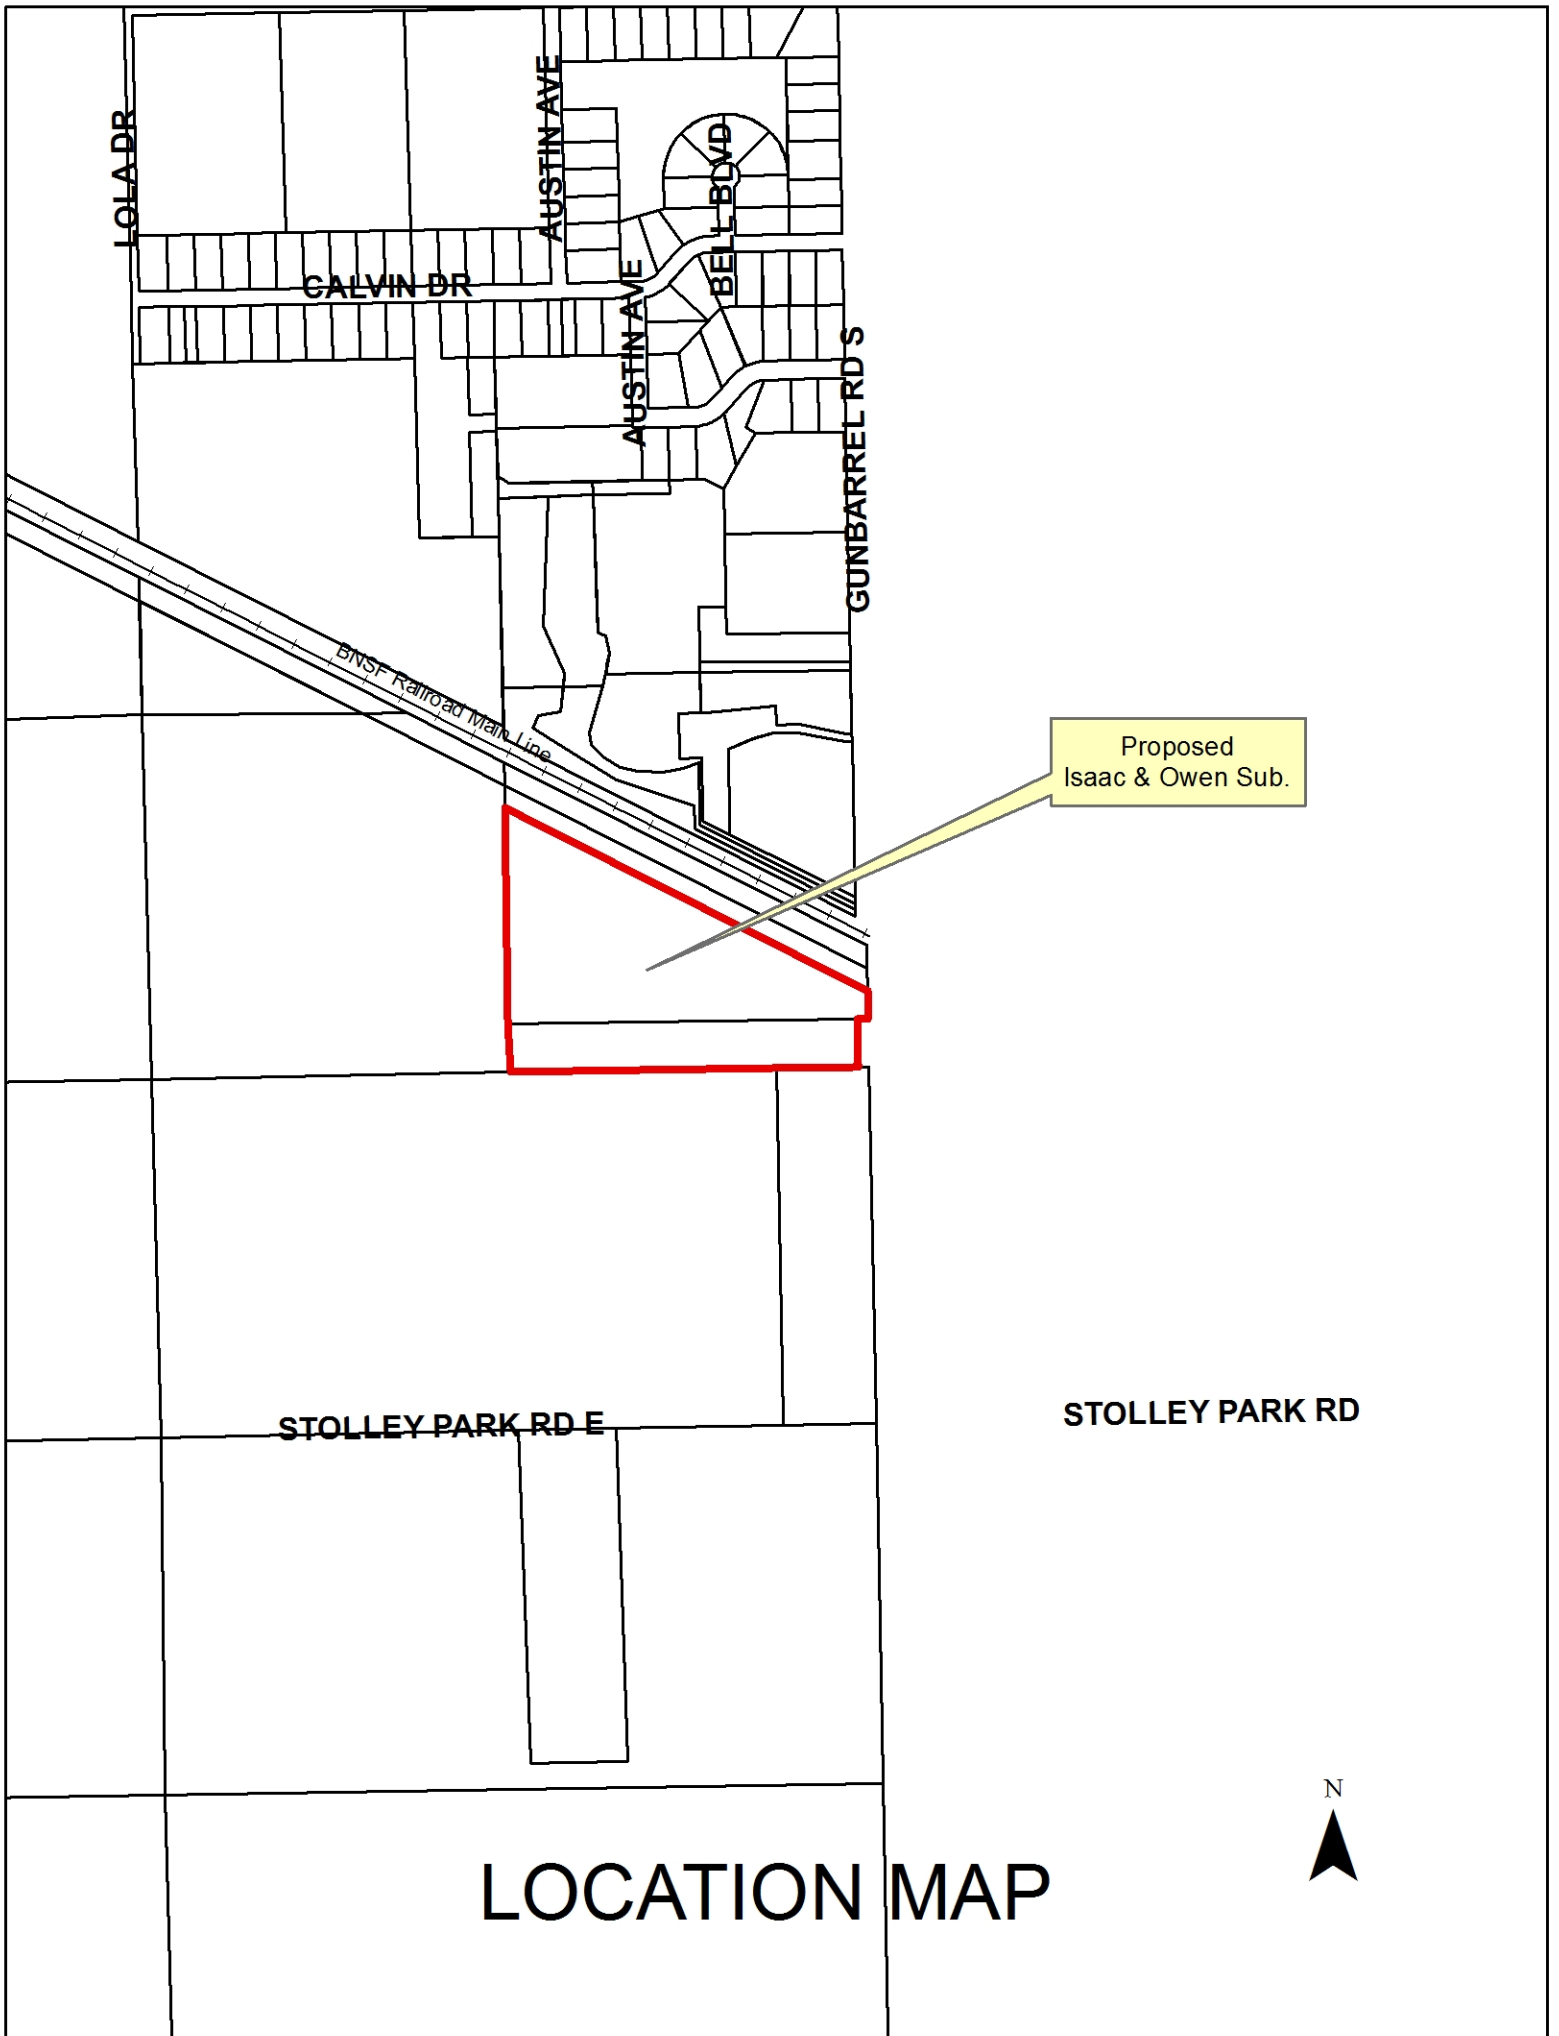 LOLA DR
AUSTIN AVE
BELL BLVD
CALVIN DR
AUSTIN AVE
GUNBARREL RD S
BNSF Railroad Main Line
Proposed
Isaac & Owen Sub.
STOLLEY PARK RD E
STOLLEY PARK RD
N
LOCATION MAP